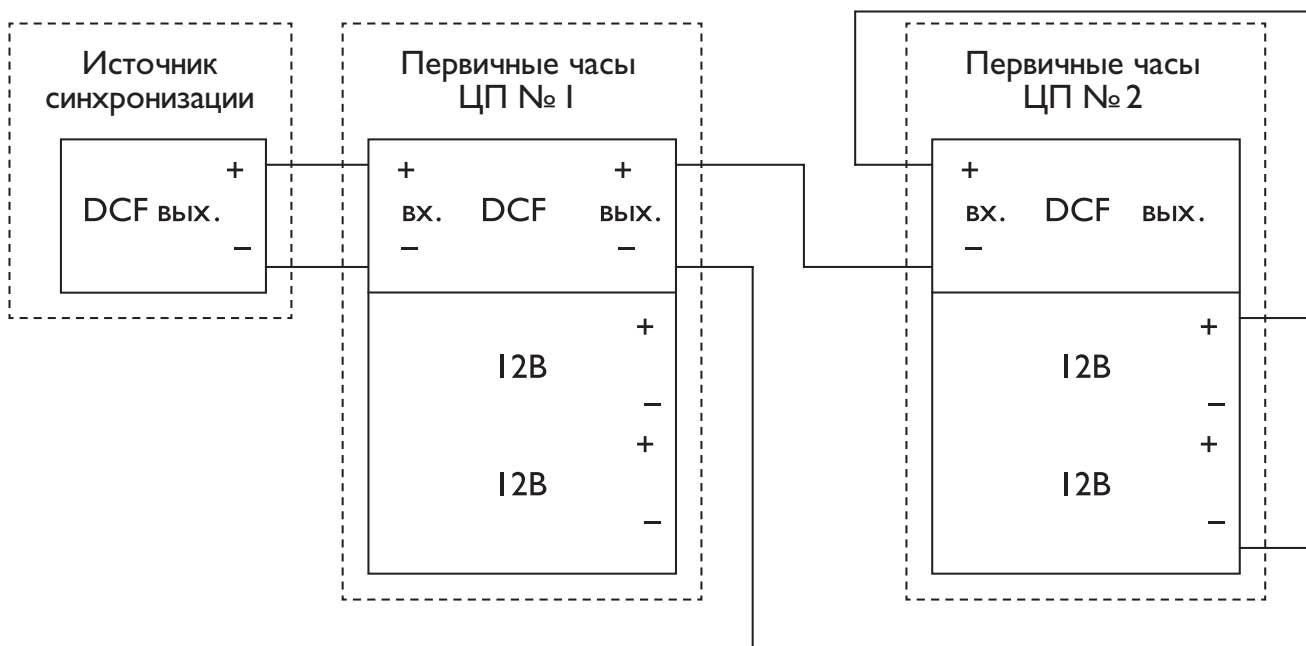 Источник
синхронизации
DCF вых.
+
–
Первичные часы
ЦП № 1
+ +
вх. DCF вых.
– –
+
12В
–
+
12В
–
Первичные часы
ЦП № 2
+
вх. DCF вых.
–
+
12В
–
+
12В
–